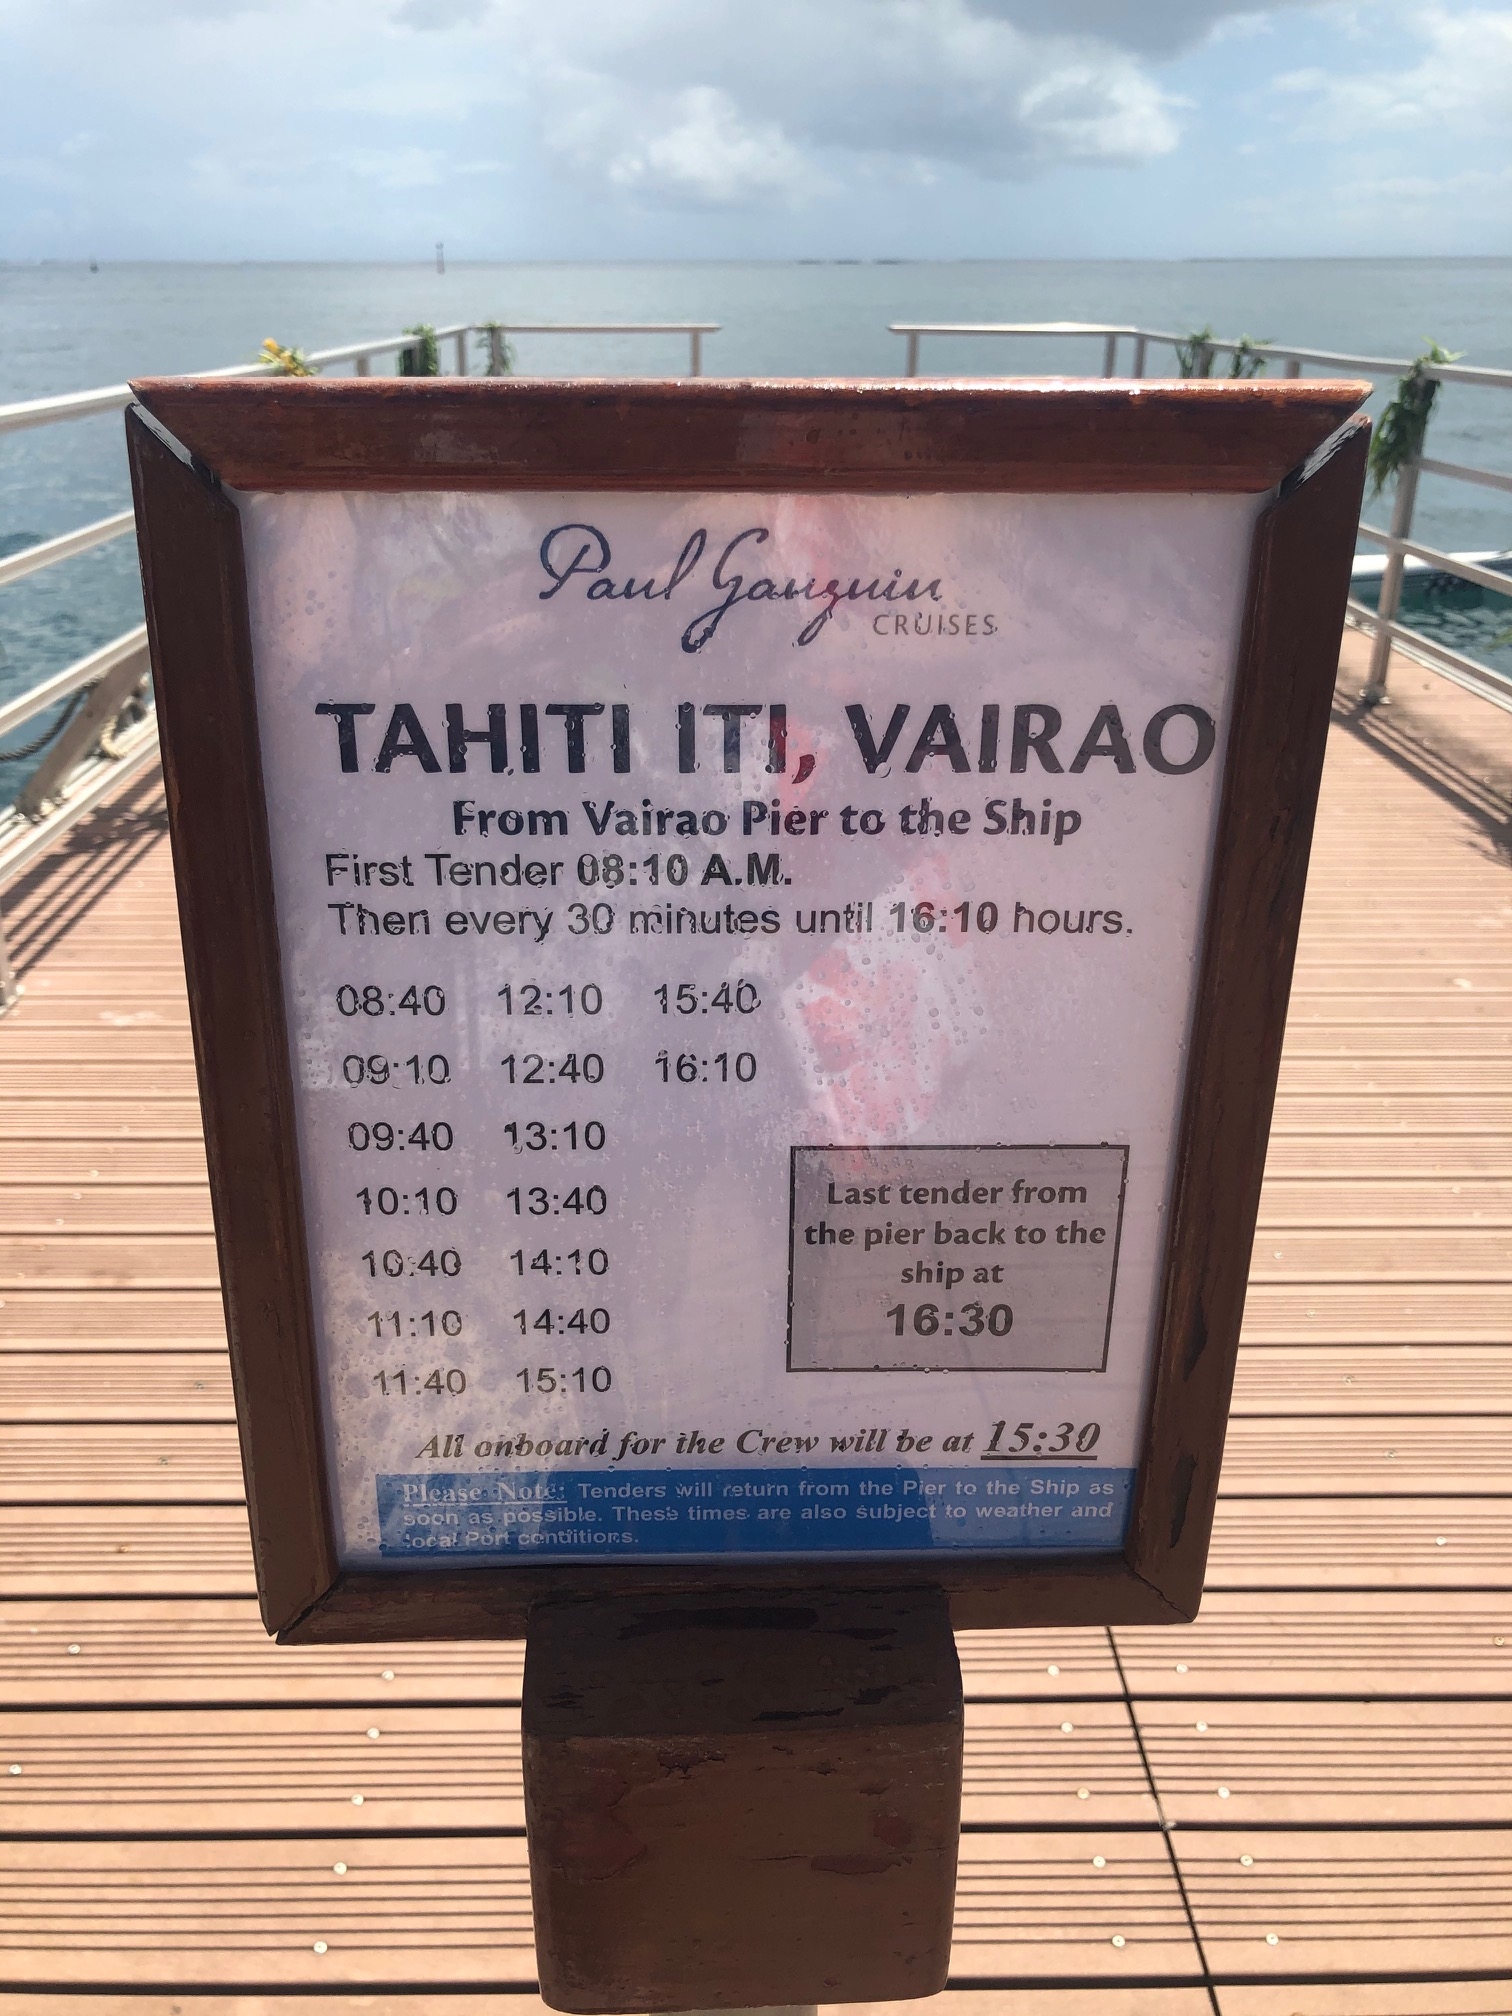 Paul Gauguin
CRUISES
TAHITI ITI, VAIRAO
From Vairao Pier to the Ship
First Tender 08:10 A.M.
Then every 30 minutes until 16:10 hours.
08:40 12:10 15:40
09:10 12:40 16:10
09:40 13:10
10:10 13:40
10:40 14:10
11:10 14:40
11:40 15:10
Last tender from
the pier back to the
ship at
16:30
All onboard for the Crew will be at 15:30
Please Note: Tenders will return from the Pier to the Ship as
soon as possible. These times are also subject to weather and
local Port conditions.